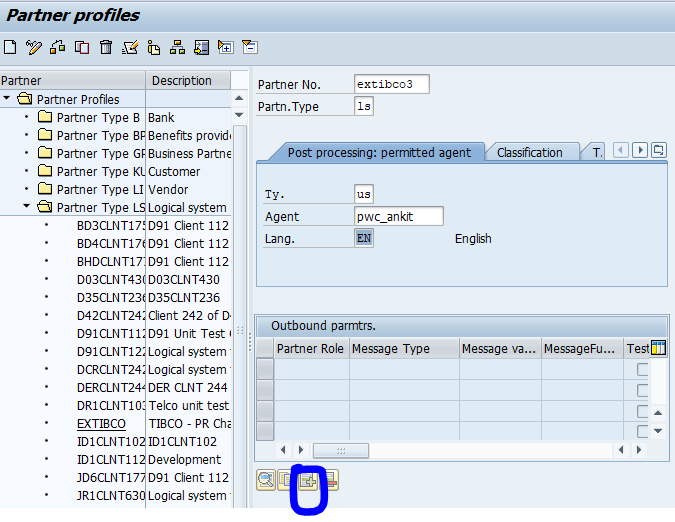 Partner profiles
Partner Description
Partner Profiles
Partner Type B Bank
Partner Type BP Benefits provide
Partner Type GP Business Partne
Partner Type KU Customer
Partner Type LI Vendor
Partner Type LS Logical system
BD3CLNT175 D91 Client 112
BD4CLNT176 D91 Client 112
BHDCLNT177 D91 Client 112
D03CLNT430 D03CLNT430
D35CLNT236 D35CLNT236
D42CLNT242 Client 242 of D
D91CLNT112 D91 Unit Test C
D91CLNT122 Logical system
DCRCLNT242 Logical system
DERCLNT244 DER CLNT 244
DR1CLNT103 Telco unit test
EXTIBCO TIBCO - PR Cha
ID1CLNT102 ID1CLNT102
ID1CLNT112 Development
JD6CLNT177 D91 Client 112
JR1CLNT630 Logical system
Partner No. extibco3
Partn.Type ls
Post processing: permitted agent Classification T.
Ty. us
Agent pwc_ankit
Lang. EN English
Outbound parmtrs.
Partner Role Message Type Message va... MessageFu... Test